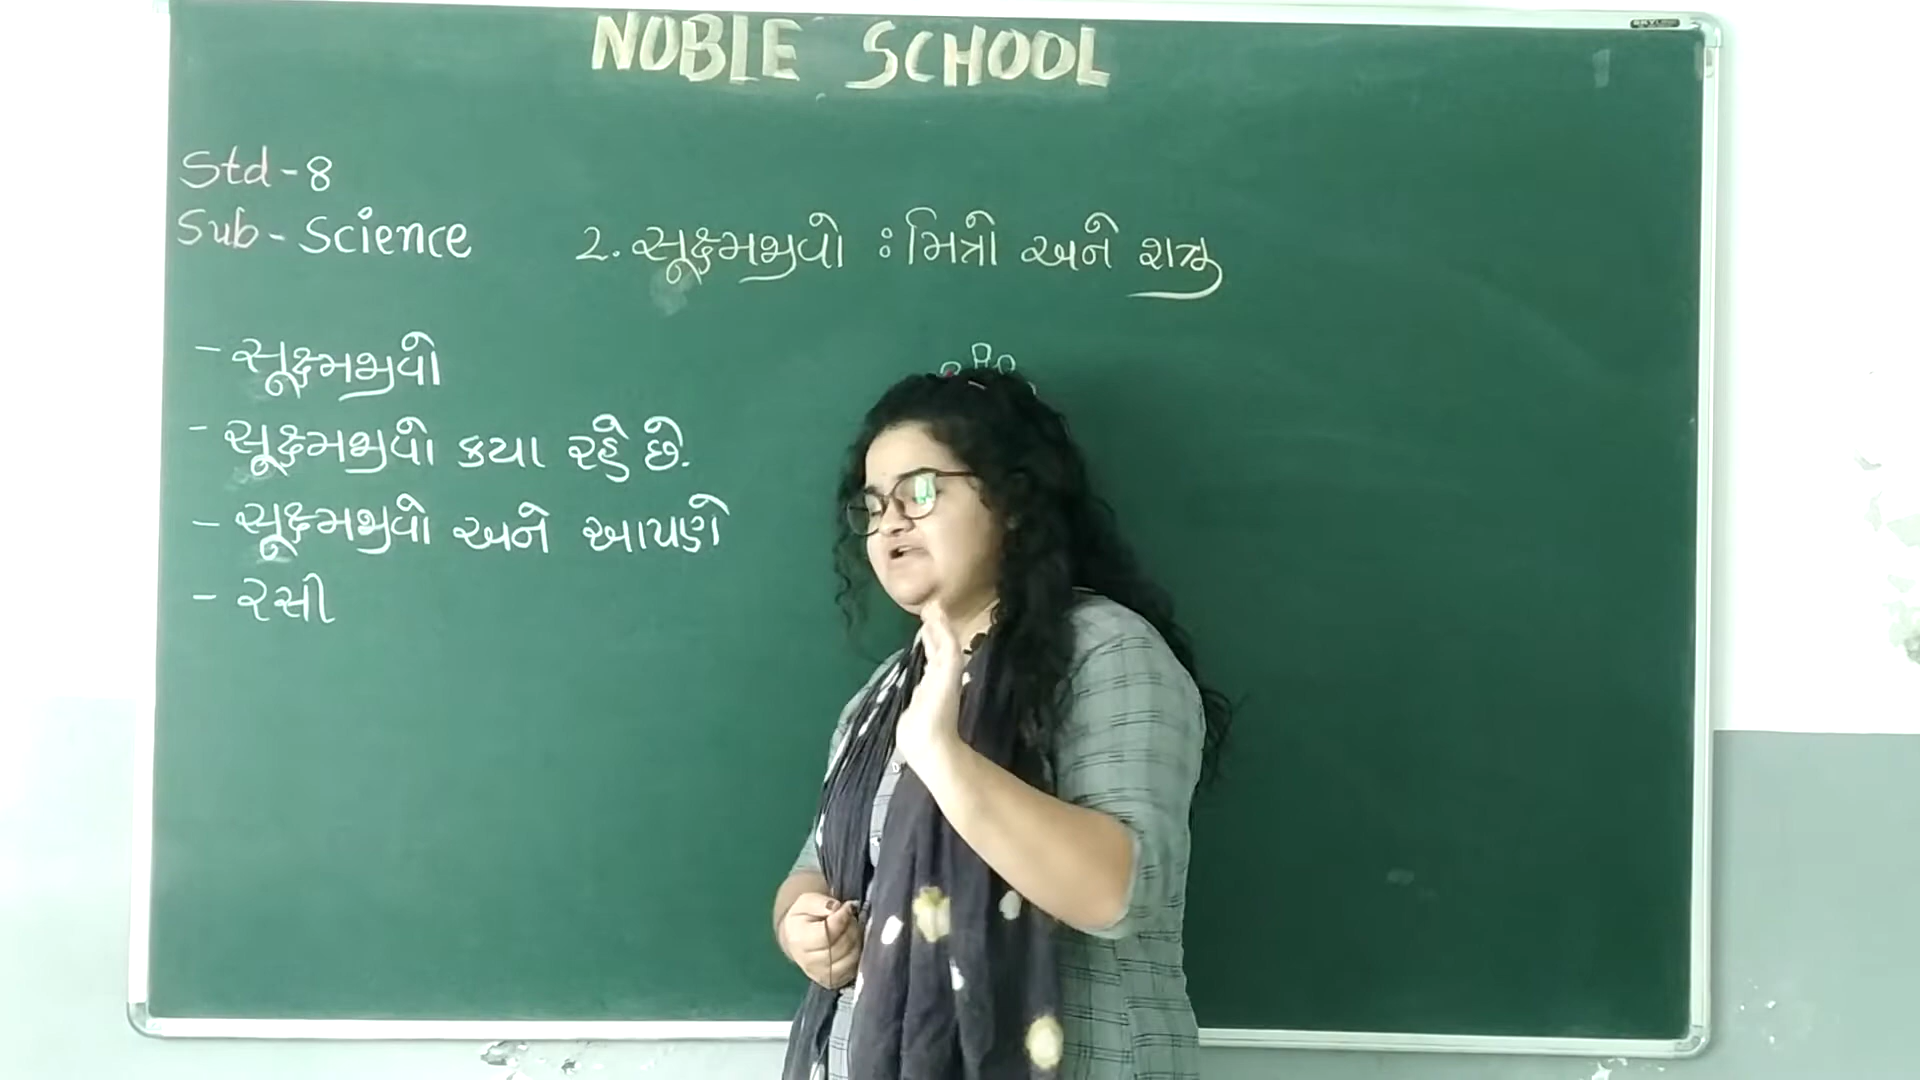 NOBLE SCHOOL
Std-8
Sub- Science
2. સૂક્ષ્મજીવો : મિત્રો અને શત્રુ
- સૂક્ષ્મજીવો
- સૂક્ષ્મજીવો કયા રહે છે.
- સૂક્ષ્મજીવો અને આપણે
- રસી